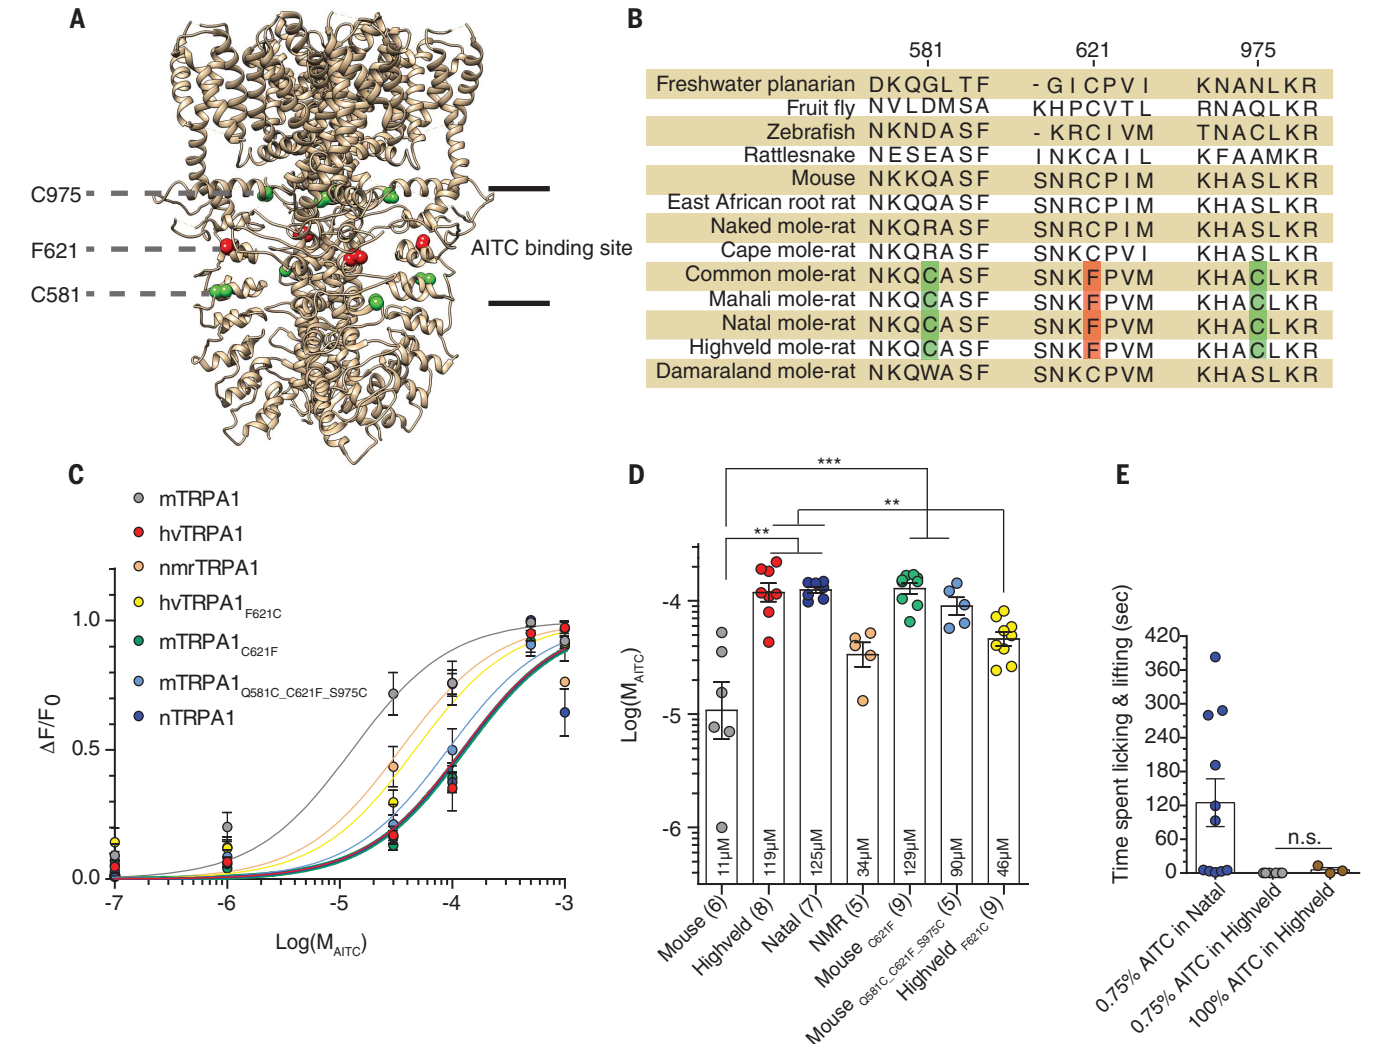 A
C975
F621
C581
AITC binding site
B
581 621 975
Freshwater planarian DKQGLTF -GICPVI KNANLKR
Fruit fly NVLDMSA KHPCVTL RNAQLKR
Zebrafish NKNDASF -KRCIVM TNACLKR
Rattlesnake NESEASF INKCAIL KFAAMKR
Mouse NKKQASF SNRCPIM KHASLKR
East African root rat NKQQASF SNRCPIM KHASLKR
Naked mole-rat NKQRASF SNRCPIM KHASLKR
Cape mole-rat NKQRASF SNKCPVI KHASLKR
Common mole-rat NKQCASF SNKFPVM KHACLKR
Mahali mole-rat NKQCASF SNKFPVM KHACLKR
Natal mole-rat NKQCASF SNKFPVM KHACLKR
Highveld mole-rat NKQCASF SNKFPVM KHACLKR
Damaraland mole-rat NKQWASF SNKCPVM KHASLKR
C
mTRPA1
hvTRPA1
nmrTRPA1
hvTRPA1 F621C
mTRPA1 C621F
mTRPA1 Q581C_C621F_S975C
nTRPA1
ΔF/F0
1.0
0.5
0.0
-7 -6 -5 -4 -3
Log(M AITC)
D
***
**
**
Log(M AITC)
-4
-5
-6
11µM 119µM 125µM 34µM 129µM 90µM 46µM
Mouse (6)
Highveld (8)
Natal (7)
NMR (5)
Mouse C621F (9)
Mouse Q581C_C621F_S975C (5)
Highveld F621C (9)
E
Time spent licking & lifting (sec)
420
360
300
240
180
120
60
0
n.s.
0.75% AITC in Natal
0.75% AITC in Highveld
100% AITC in Highveld